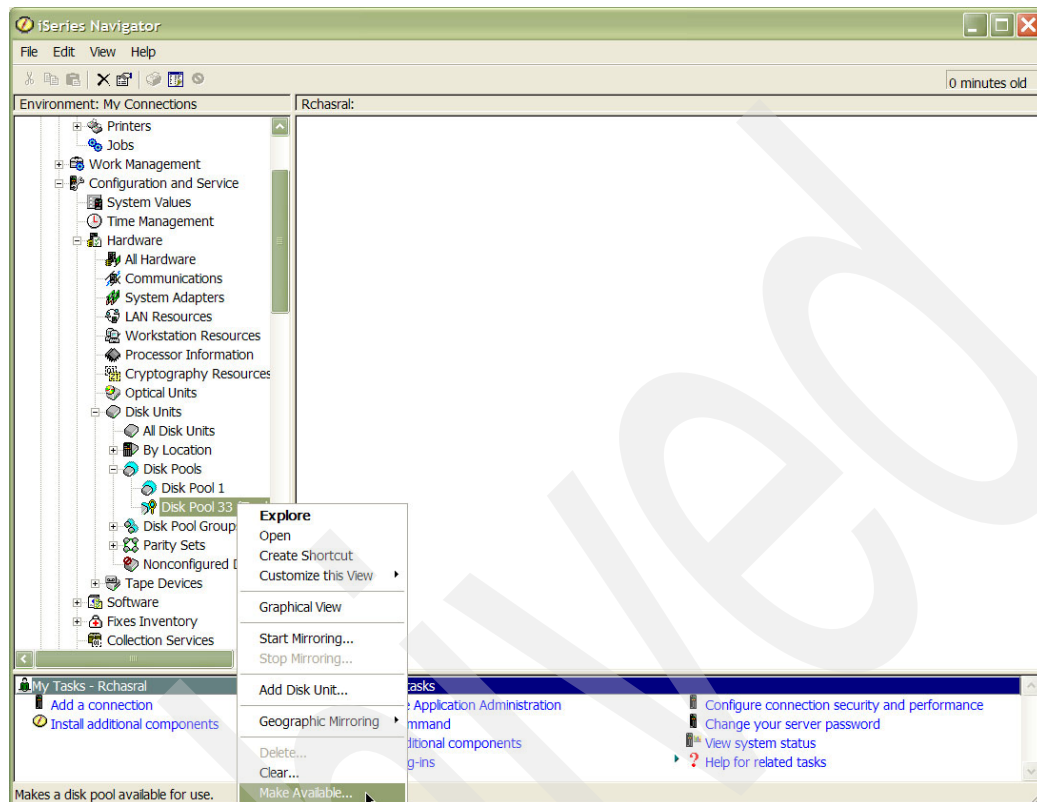 iSeries Navigator
File Edit View Help
0 minutes old
Environment: My Connections
Rchasral:
Printers
Jobs
Work Management
Configuration and Service
System Values
Time Management
Hardware
All Hardware
Communications
System Adapters
LAN Resources
Workstation Resources
Processor Information
Cryptography Resources
Optical Units
Disk Units
All Disk Units
By Location
Disk Pools
Disk Pool 1
Disk Pool 33
Disk Pool Group
Parity Sets
Nonconfigured
Tape Devices
Software
Fixes Inventory
Collection Services
Explore
Open
Create Shortcut
Customize this View
Graphical View
Start Mirroring...
Stop Mirroring...
Add Disk Unit...
Geographic Mirroring
Delete...
Clear...
Make Available...
My Tasks - Rchasral
Add a connection
Install additional components
tasks
Application Administration
mmand
ditional components
g-ins
Configure connection security and performance
Change your server password
View system status
? Help for related tasks
Makes a disk pool available for use.